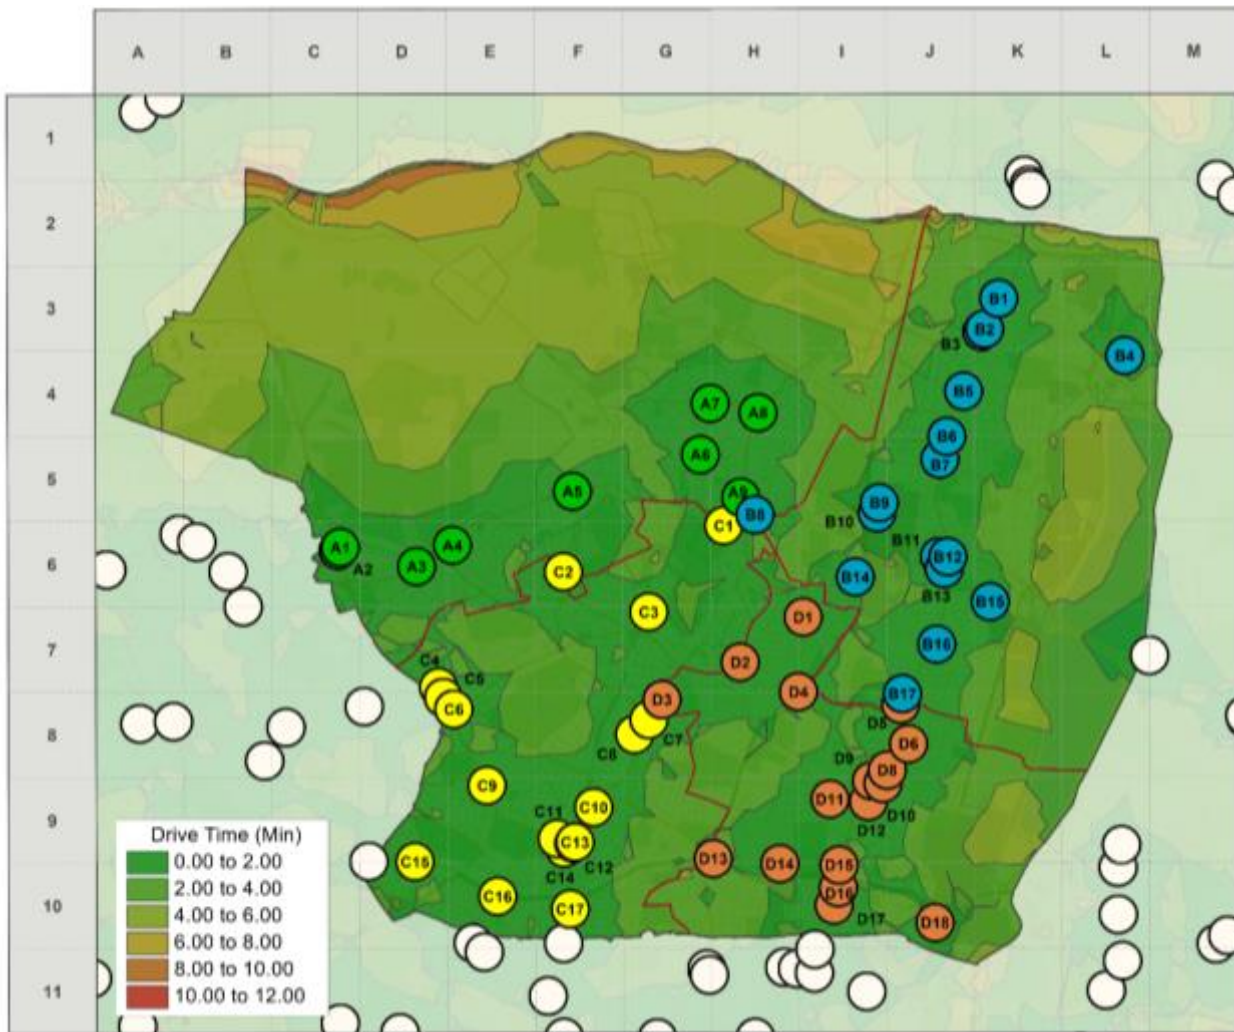 A B C D E F G H I J K L M
1
2
3
4
5
6
7
8
9
10
11
B1
B2
B3
B4
B5
A7
A8
B6
A6
B7
A5
A9
B9
B8
B10
C1
A1
A4
B11
B12
A2
A3
C2
B14
B13
B15
C3
D1
B16
D2
C4
C5
D4
B17
D3
C6
D5
C7
C8
D6
D9
D8
C9
D11
D10
C10
C11
D12
C13
C12
C14
C15
D13
D14
D15
C16
D16
C17
D17
D18
Drive Time (Min)
0.00 to 2.00
2.00 to 4.00
4.00 to 6.00
6.00 to 8.00
8.00 to 10.00
10.00 to 12.00